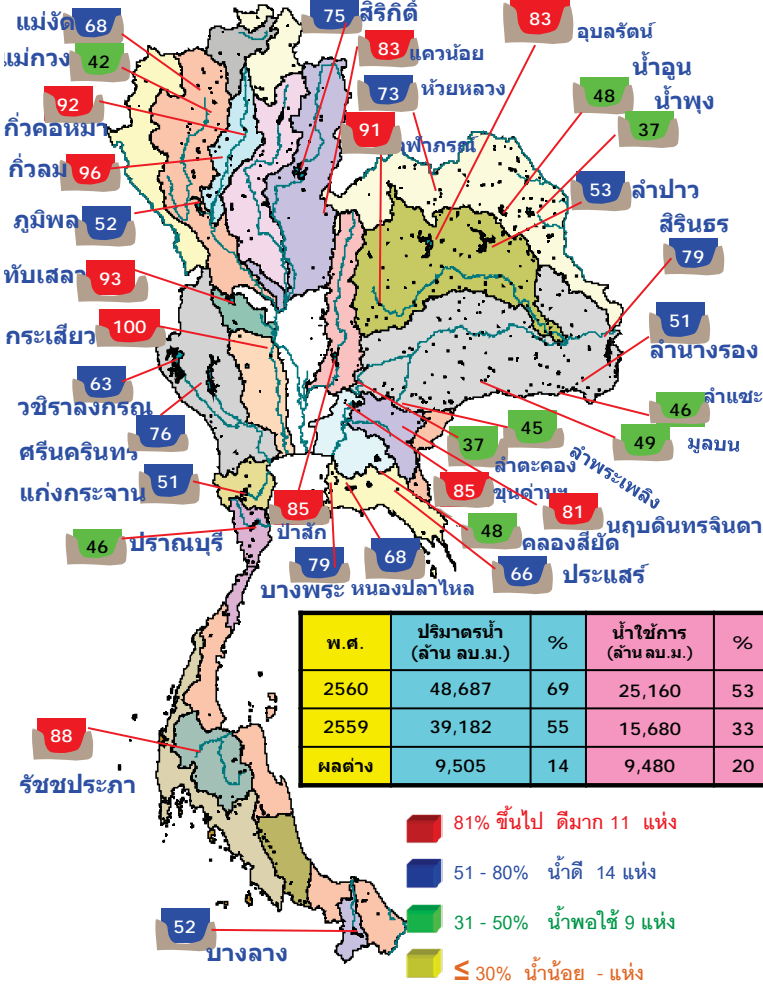 แม่งัด 68
แม่กวง 42
92
กิ่วคอหมา
กิ่วลม 96
ภูมิพล 52
ทับเสลา 93
กระเสียว 100
63
วชิราลงกรณ
76
ศรีนครินทร
แก่งกระจาน 51
46 ปราณบุรี
75 สิริกิติ์
83 แควน้อย
73 ห้วยหลวง
91
83 อุบลรัตน์
48 น้ำอูน
น้ำพุง
37
53 ลำปาว
สิรินธร
79
51
ลำนางรอง
46 ลำแซะ
49 มูลบน
45
ลำพระเพลิง
37
ลำตะคอง
85 ขุนด่านฯ
81 นฤบดินทรจินดา
48
คลองสียัด
66 ประแสร์
85
ป่าสัก
79
บางพระ
68
หนองปลาไหล
พ.ศ. ปริมาตรน้ำ (ล้าน ลบ.ม.) % น้ำใช้การ (ล้าน ลบ.ม.) %
2560 48,687 69 25,160 53
2559 39,182 55 15,680 33
ผลต่าง 9,505 14 9,480 20
88
รัชชประภา
81% ขึ้นไป ดีมาก 11 แห่ง
51 - 80% น้ำดี 14 แห่ง
31 - 50% น้ำพอใช้ 9 แห่ง
≤ 30% น้ำน้อย - แห่ง
52
บางลาง